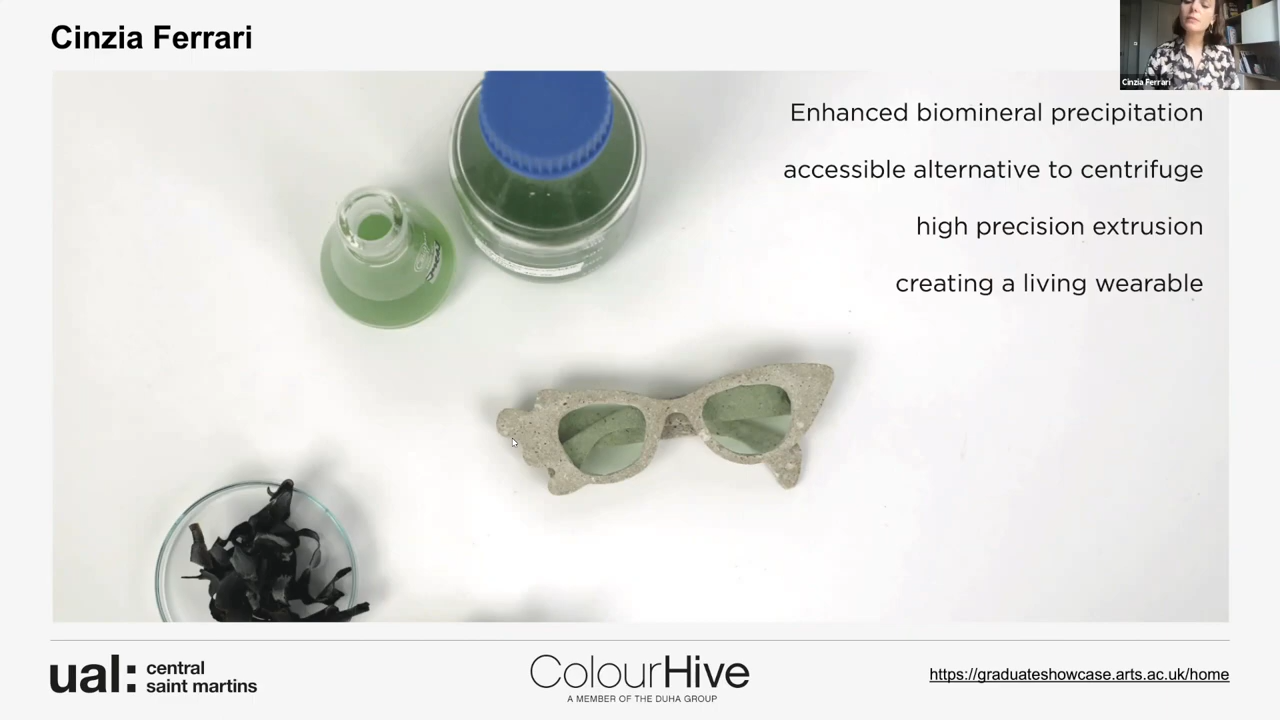 Cinzia Ferrari
Cinzia Ferrari
Enhanced biomineral precipitation
accessible alternative to centrifuge
high precision extrusion
creating a living wearable
ual: central
saint martins
ColourHive
A MEMBER OF THE DUHA GROUP
https://graduateshowcase.arts.ac.uk/home